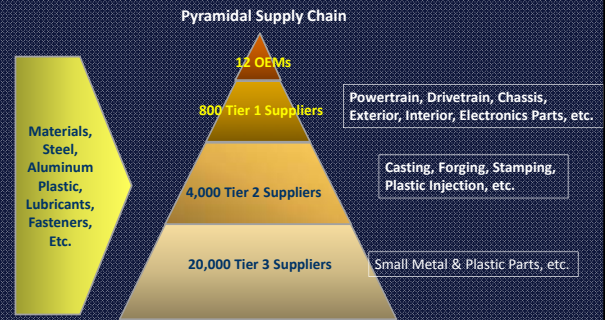 Pyramidal Supply Chain
12 OEMs
800 Tier 1 Suppliers
Powertrain, Drivetrain, Chassis,
Exterior, Interior, Electronics Parts, etc.
Materials,
Steel,
Aluminum
Plastic,
Lubricants,
Fasteners,
Etc.
4,000 Tier 2 Suppliers
Casting, Forging, Stamping,
Plastic Injection, etc.
20,000 Tier 3 Suppliers
Small Metal & Plastic Parts, etc.